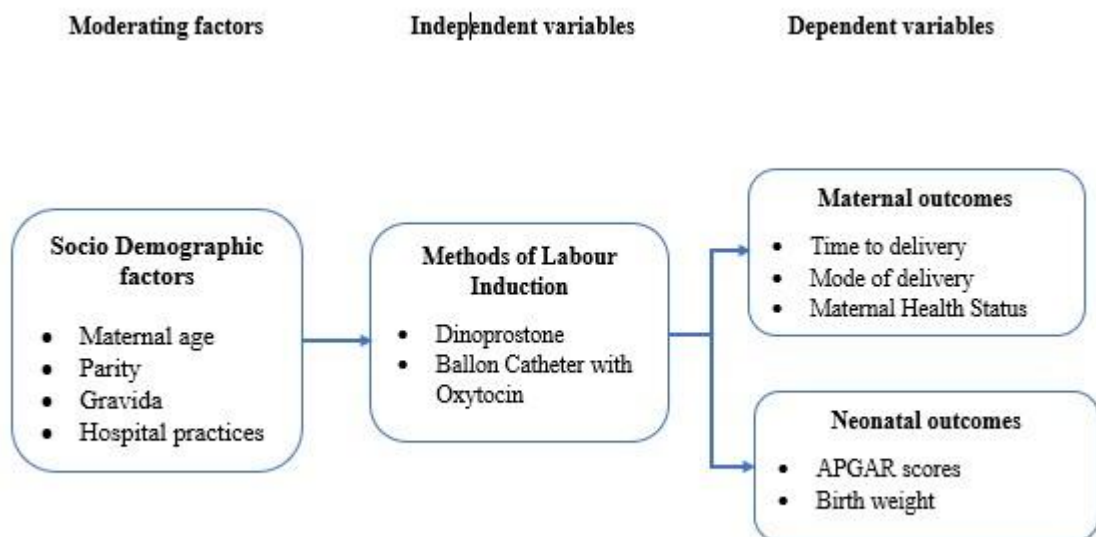 Moderating factors
Independent variables
Dependent variables
Socio Demographic
factors
• Maternal age
• Parity
• Gravida
• Hospital practices
Methods of Labour
Induction
• Dinoprostone
• Ballon Catheter with
Oxytocin
Maternal outcomes
• Time to delivery
• Mode of delivery
• Maternal Health Status
Neonatal outcomes
• APGAR scores
• Birth weight